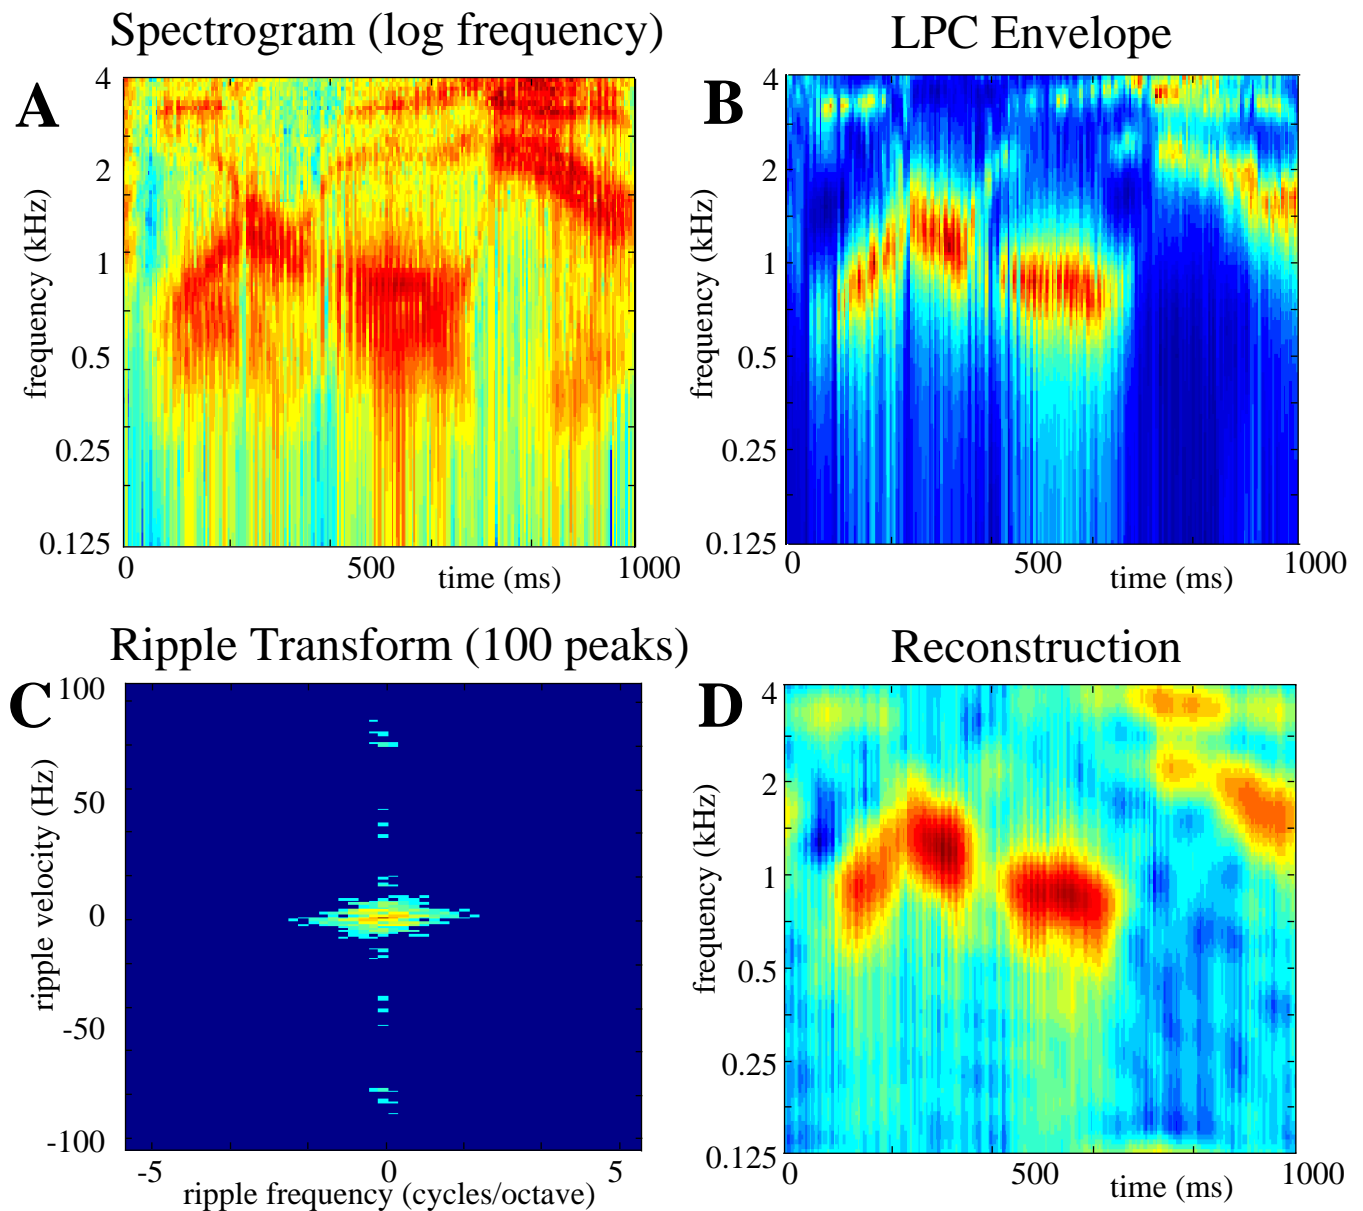 Spectrogram (log frequency)
A
4
2
1
0.5
0.25
0.125
frequency (kHz)
0
500
1000
time (ms)
LPC Envelope
B
4
2
1
0.5
0.25
0.125
frequency (kHz)
0
500
1000
time (ms)
Ripple Transform (100 peaks)
C
100
50
0
-50
-100
ripple velocity (Hz)
-5
0
5
ripple frequency (cycles/octave)
Reconstruction
D
4
2
1
0.5
0.25
0.125
frequency (kHz)
0
500
1000
time (ms)